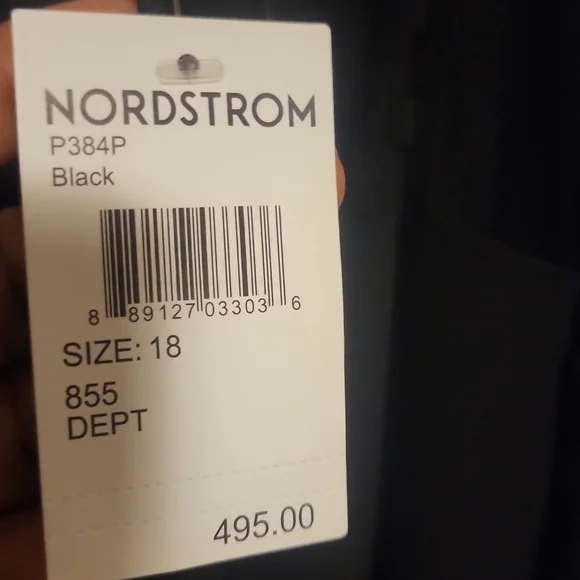 NORDSTROM
P384P
Black
8 89127 03303 6
SIZE: 18
855
DEPT
495.00